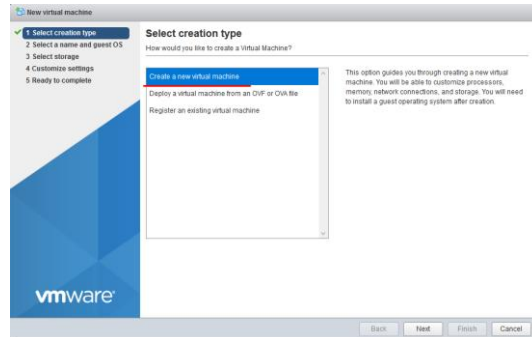 New virtual machine
1 Select creation type
2 Select a name and guest OS
3 Select storage
4 Customize settings
5 Ready to complete
Select creation type
How would you like to create a Virtual Machine?
Create a new virtual machine
Deploy a virtual machine from an OVF or OVA file
Register an existing virtual machine
This option guides you through creating a new virtual
machine. You will be able to customize processors,
memory, network connections, and storage. You will need
to install a guest operating system after creation.
vmware
Back
Next
Finish
Cancel